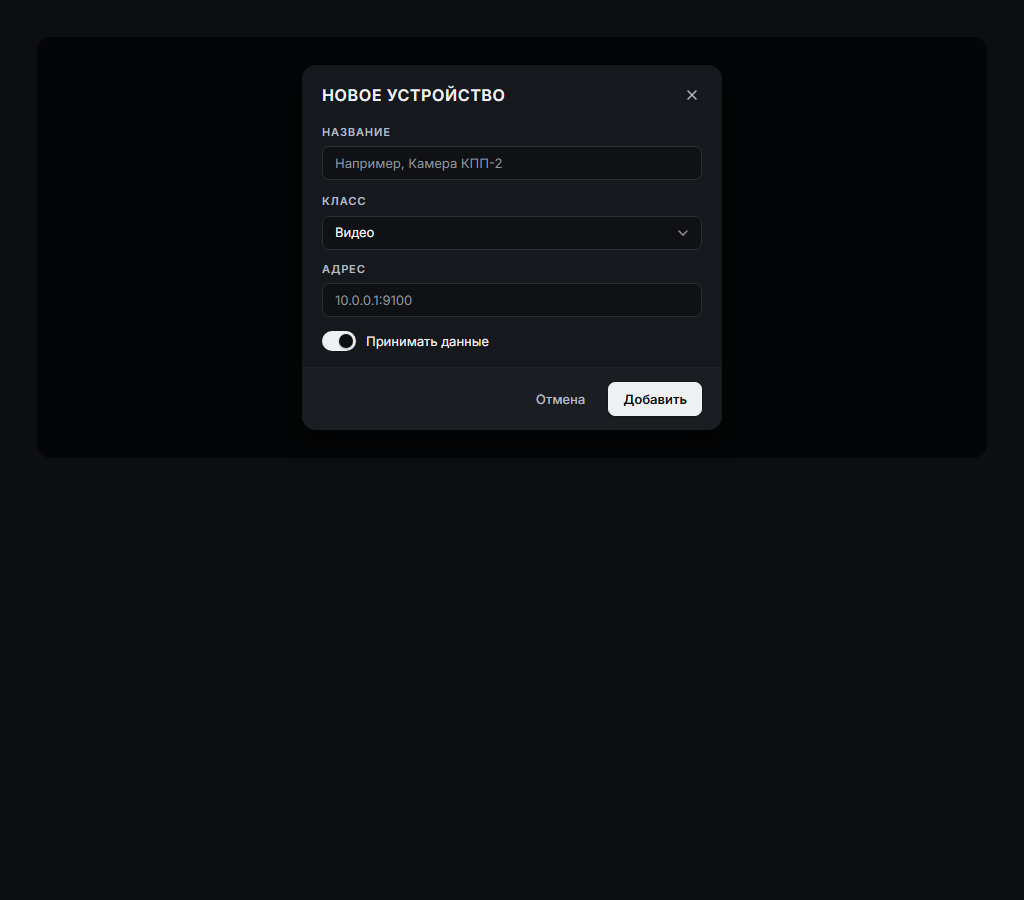 НОВОЕ УСТРОЙСТВО
НАЗВАНИЕ
Например, Камера КПП-2
КЛАСС
Видео
АДРЕС
10.0.0.1:9100
Принимать данные
Отмена
Добавить